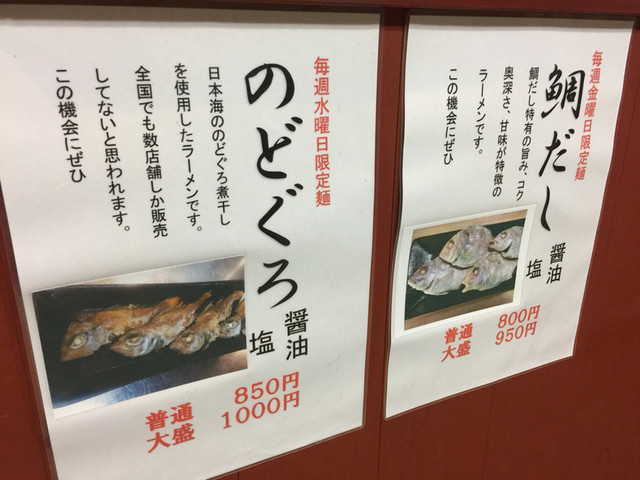 毎週水曜日限定麺
のどぐろ
醤油
塩
日本海ののどぐろ煮干し
を使用したラーメンです。
全国でも数店舗しか販売
してないと思われます。
この機会にぜひ
普通 850円
大盛 1000円
毎週金曜日限定麺
鯛だし
醤油
塩
鯛だし特有の旨み、コク
奥深さ、甘味が特徴の
ラーメンです。
この機会にぜひ
普通 800円
大盛 950円